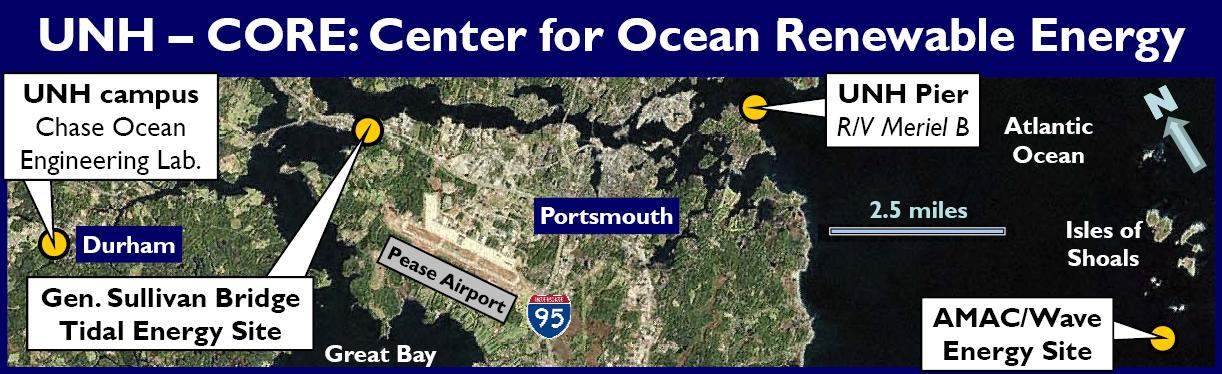 UNH – CORE: Center for Ocean Renewable Energy
UNH campus
Chase Ocean
Engineering Lab.
UNH Pier
R/V Meriel B
N
Atlantic
Ocean
2.5 miles
Portsmouth
Durham
Isles of
Shoals
Pease Airport
Gen. Sullivan Bridge
Tidal Energy Site
INTERSTATE
95
AMAC/Wave
Energy Site
Great Bay